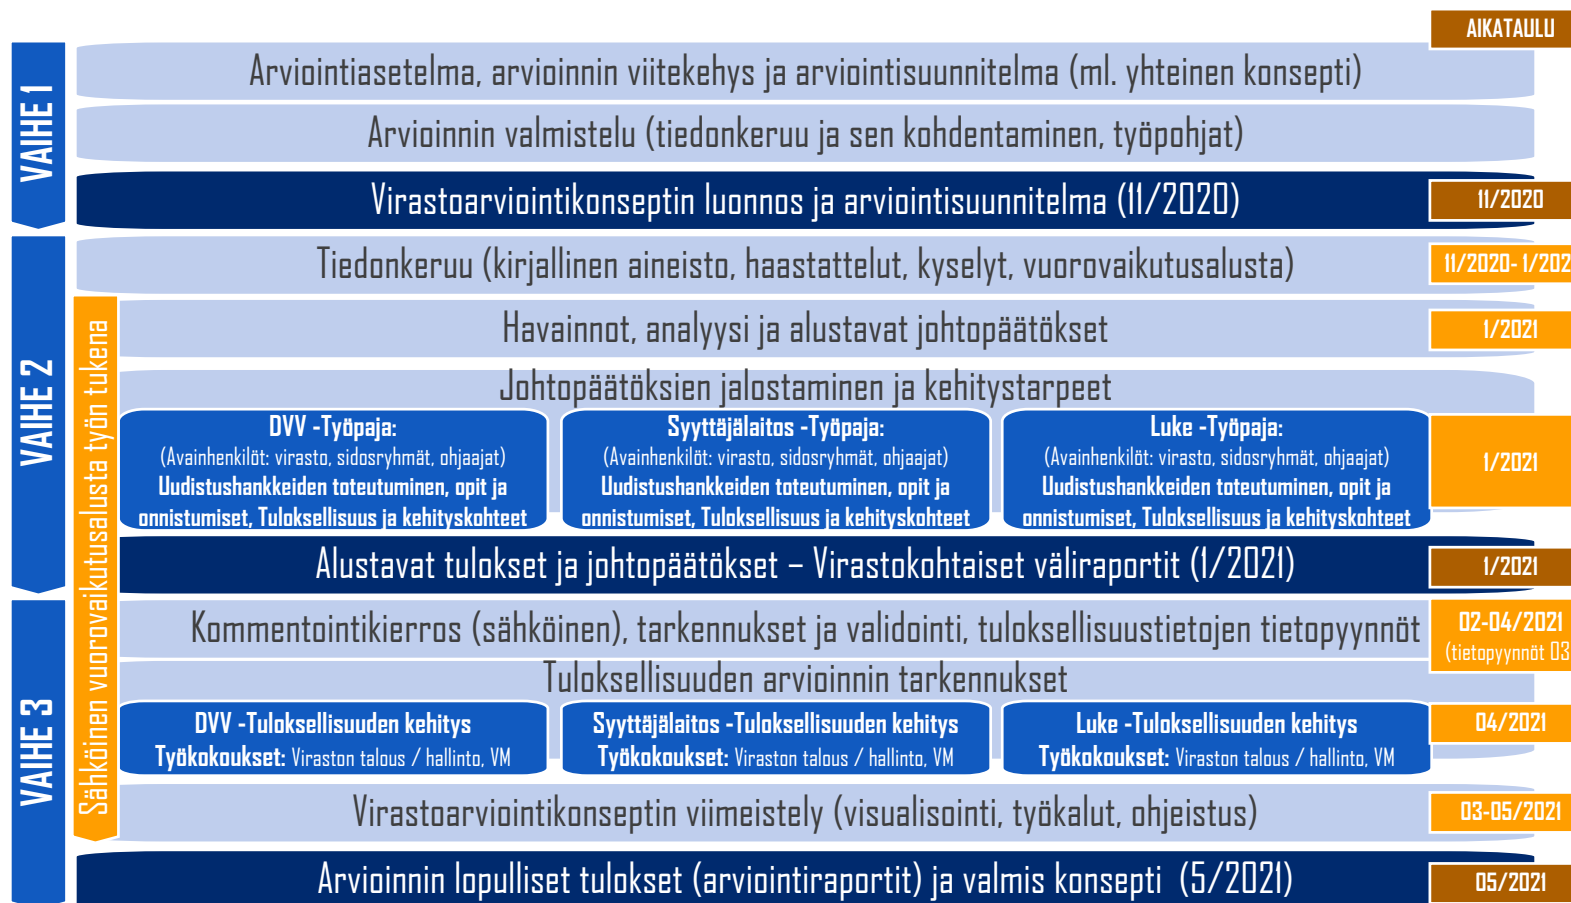 AIKATAULU
VAIHE 1
Arviointiasetelma, arvioinnin viitekehys ja arviointisuunnitelma (ml. yhteinen konsepti)
Arvioinnin valmistelu (tiedonkeruu ja sen kohdentaminen, työpohjat)
Virastoarviointikonseptin luonnos ja arviointisuunnitelma (11/2020)
11/2020
VAIHE 2
Tiedonkeruu (kirjallinen aineisto, haastattelut, kyselyt, vuorovaikutusalusta)
11/2020- 1/202
Sähköinen vuorovaikutusalusta työn tukena
Havainnot, analyysi ja alustavat johtopäätökset
1/2021
Johtopäätöksien jalostaminen ja kehitystarpeet
DVV -Työpaja:
(Avainhenkilöt: virasto, sidosryhmät, ohjaajat)
Uudistushankkeiden toteutuminen, opit ja
onnistumiset, Tuloksellisuus ja kehityskohteet
Syyttäjälaitos -Työpaja:
(Avainhenkilöt: virasto, sidosryhmät, ohjaajat)
Uudistushankkeiden toteutuminen, opit ja
onnistumiset, Tuloksellisuus ja kehityskohteet
Luke -Työpaja:
(Avainhenkilöt: virasto, sidosryhmät, ohjaajat)
Uudistushankkeiden toteutuminen, opit ja
onnistumiset, Tuloksellisuus ja kehityskohteet
1/2021
Alustavat tulokset ja johtopäätökset – Virastokohtaiset väliraportit (1/2021)
1/2021
VAIHE 3
Kommentointikierros (sähköinen), tarkennukset ja validointi, tuloksellisuustietojen tietopyynnöt
02-04/2021
(tietopyynnöt 03
Tuloksellisuuden arvioinnin tarkennukset
DVV -Tuloksellisuuden kehitys
Työkokoukset: Viraston talous / hallinto, VM
Syyttäjälaitos -Tuloksellisuuden kehitys
Työkokoukset: Viraston talous / hallinto, VM
Luke -Tuloksellisuuden kehitys
Työkokoukset: Viraston talous / hallinto, VM
04/2021
Virastoarviointikonseptin viimeistely (visualisointi, työkalut, ohjeistus)
03-05/2021
Arvioinnin lopulliset tulokset (arviointiraportit) ja valmis konsepti (5/2021)
05/2021